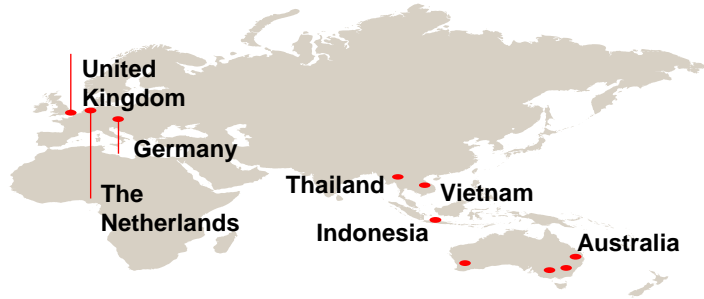 United
Kingdom
Germany
The
Netherlands
Thailand
Vietnam
Indonesia
Australia